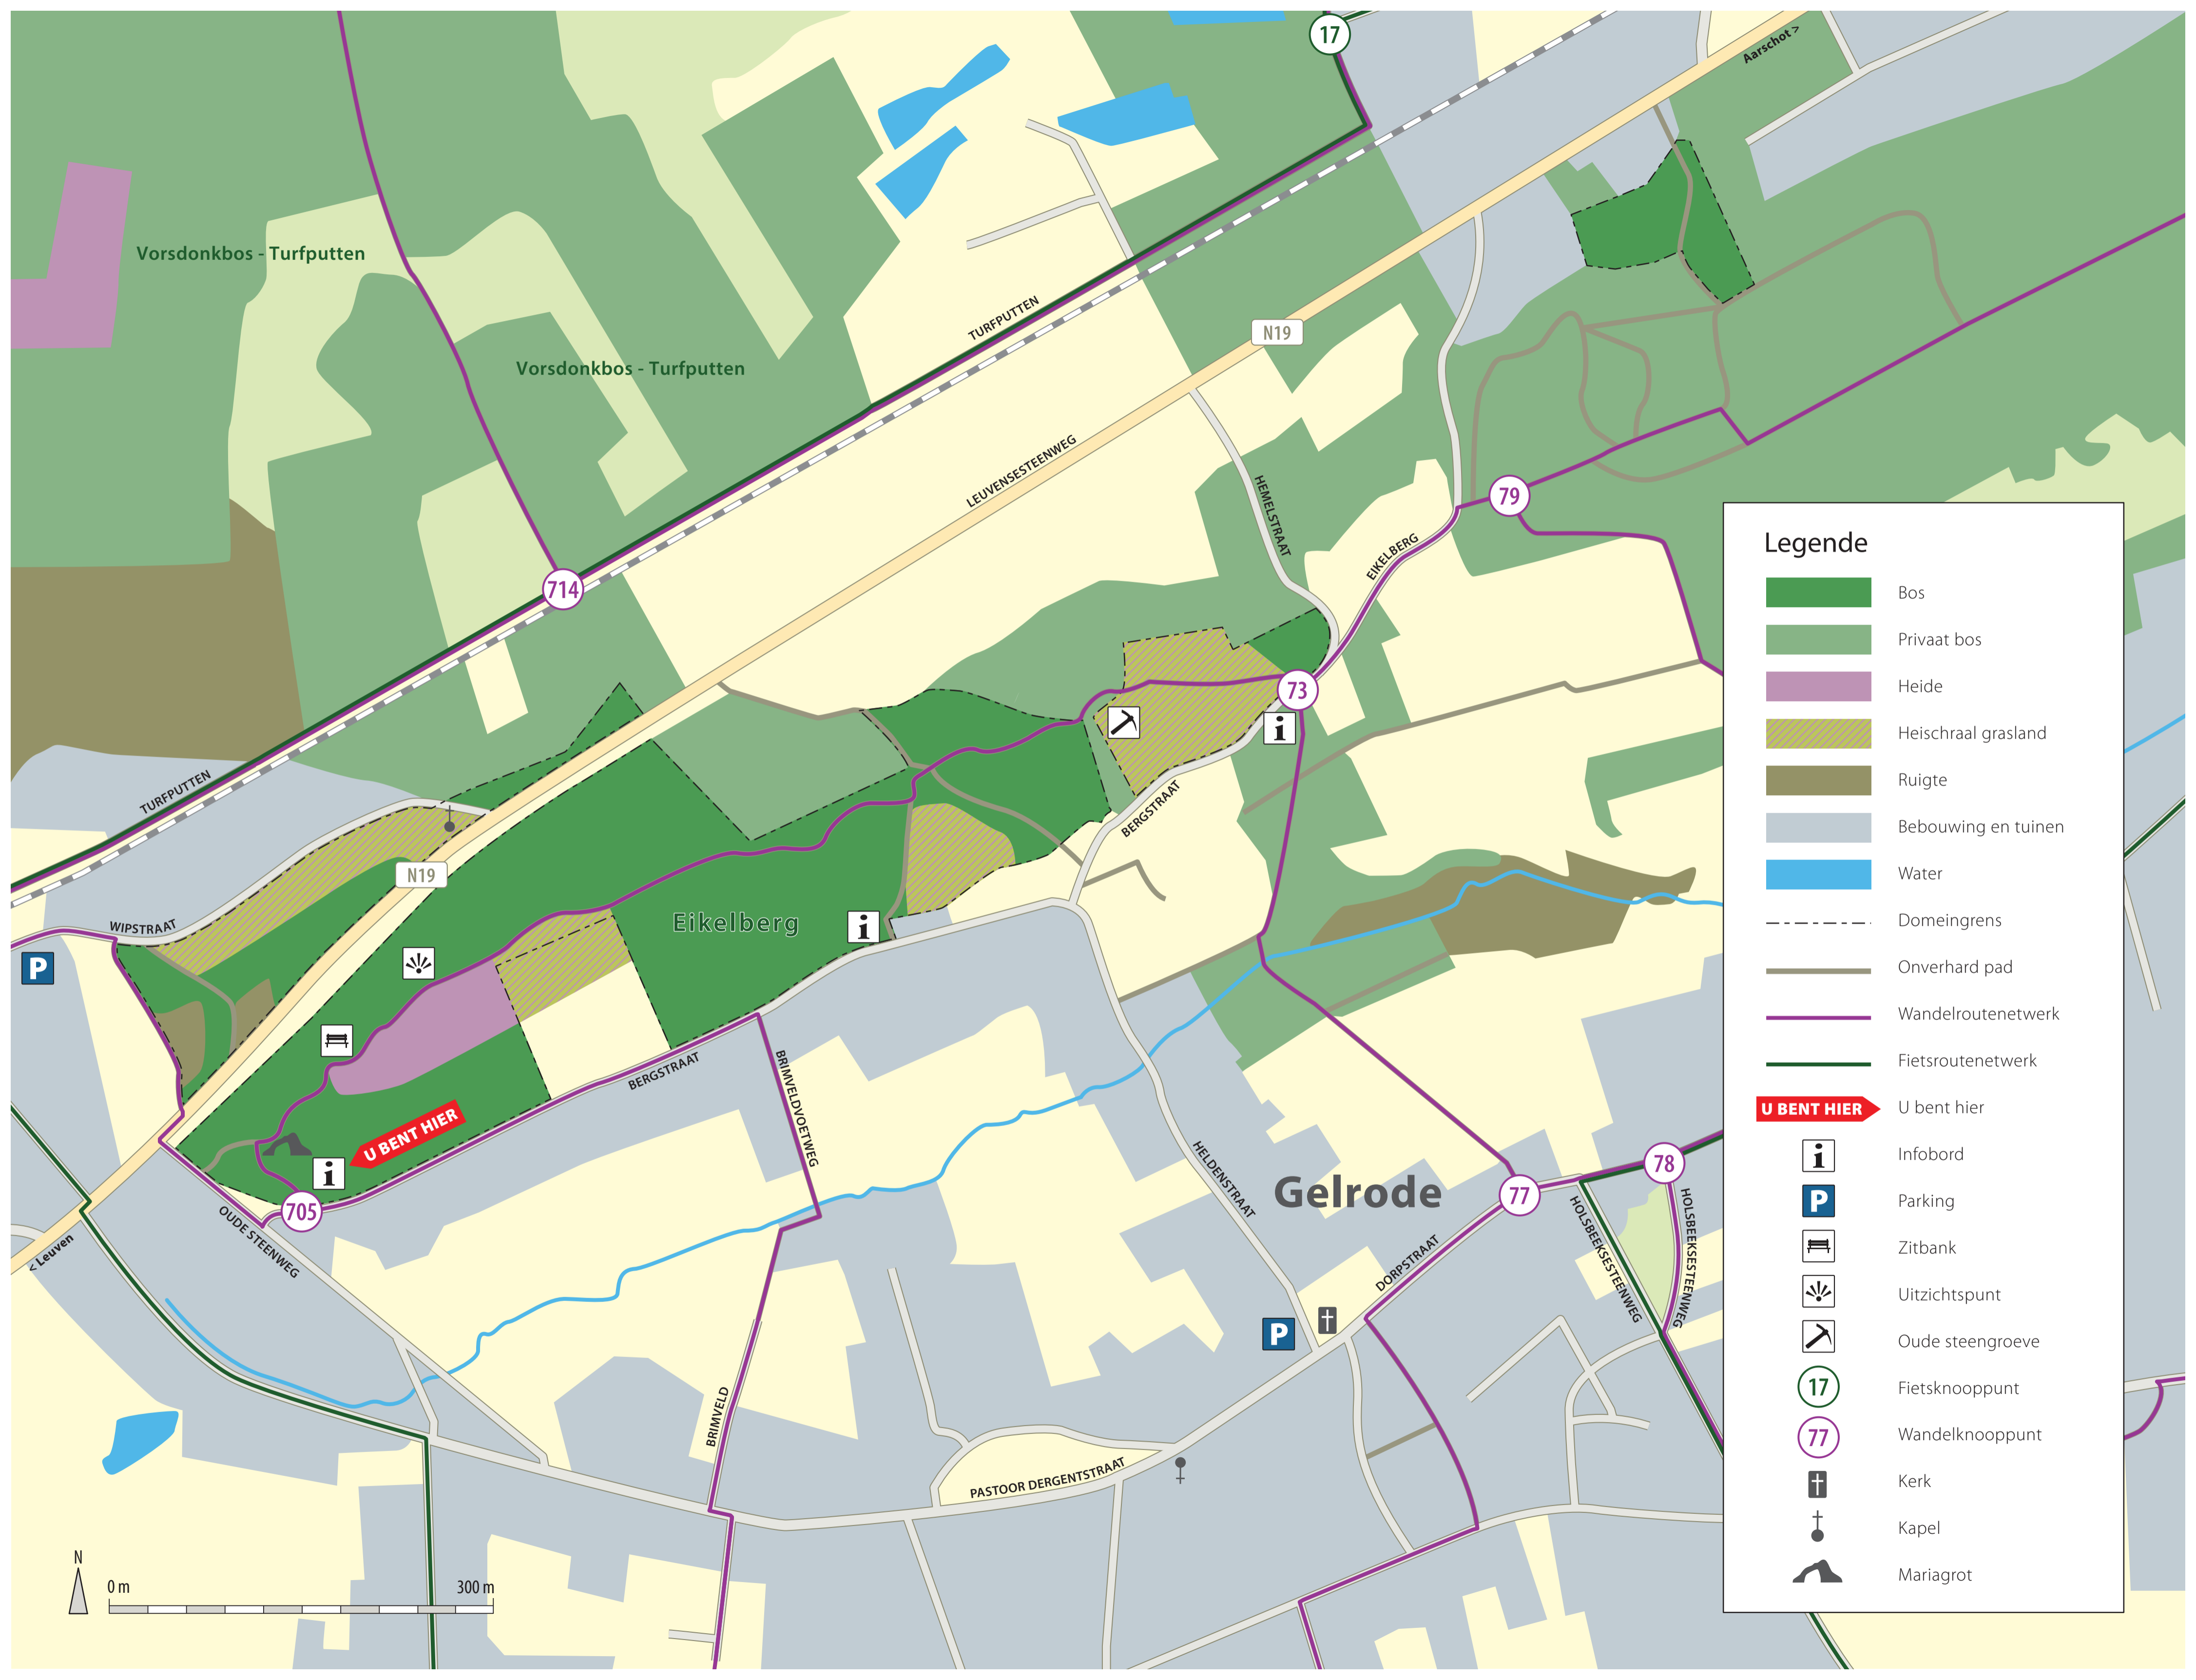 17
Aarschot >
Vorsdonkbos - Turfputten
Vorsdonkbos - Turfputten
TURFPUTTEN
N19
LEUVENSESTEENWEG
HEMELSTRAAT
EIKELBERG
79
714
73
i
TURFPUTTEN
BERGSTRAAT
N19
WIPSTRAAT
Eikelberg
i
P
BERGSTRAAT
BRIMVELDVOETWEG
U BENT HIER
i
705
OUDE STEENWEG
< Leuven
HELDENSTRAAT
Gelrode
77
78
HOLSBEEKSESTEENWEG
HOLSBEEKSESTEENWEG
DORPSTRAAT
P
BRIMVELD
PASTOOR DERGENTSTRAAT
N
0 m
300 m
Legende
Bos
Privaat bos
Heide
Heischraal grasland
Ruigte
Bebouwing en tuinen
Water
Domeingrens
Onverhard pad
Wandelroutenetwerk
Fietsroutenetwerk
U BENT HIER U bent hier
i Infobord
P Parking
Zitbank
Uitzichtspunt
Oude steengroeve
17 Fietsknooppunt
77 Wandelknooppunt
Kerk
Kapel
Mariagrot